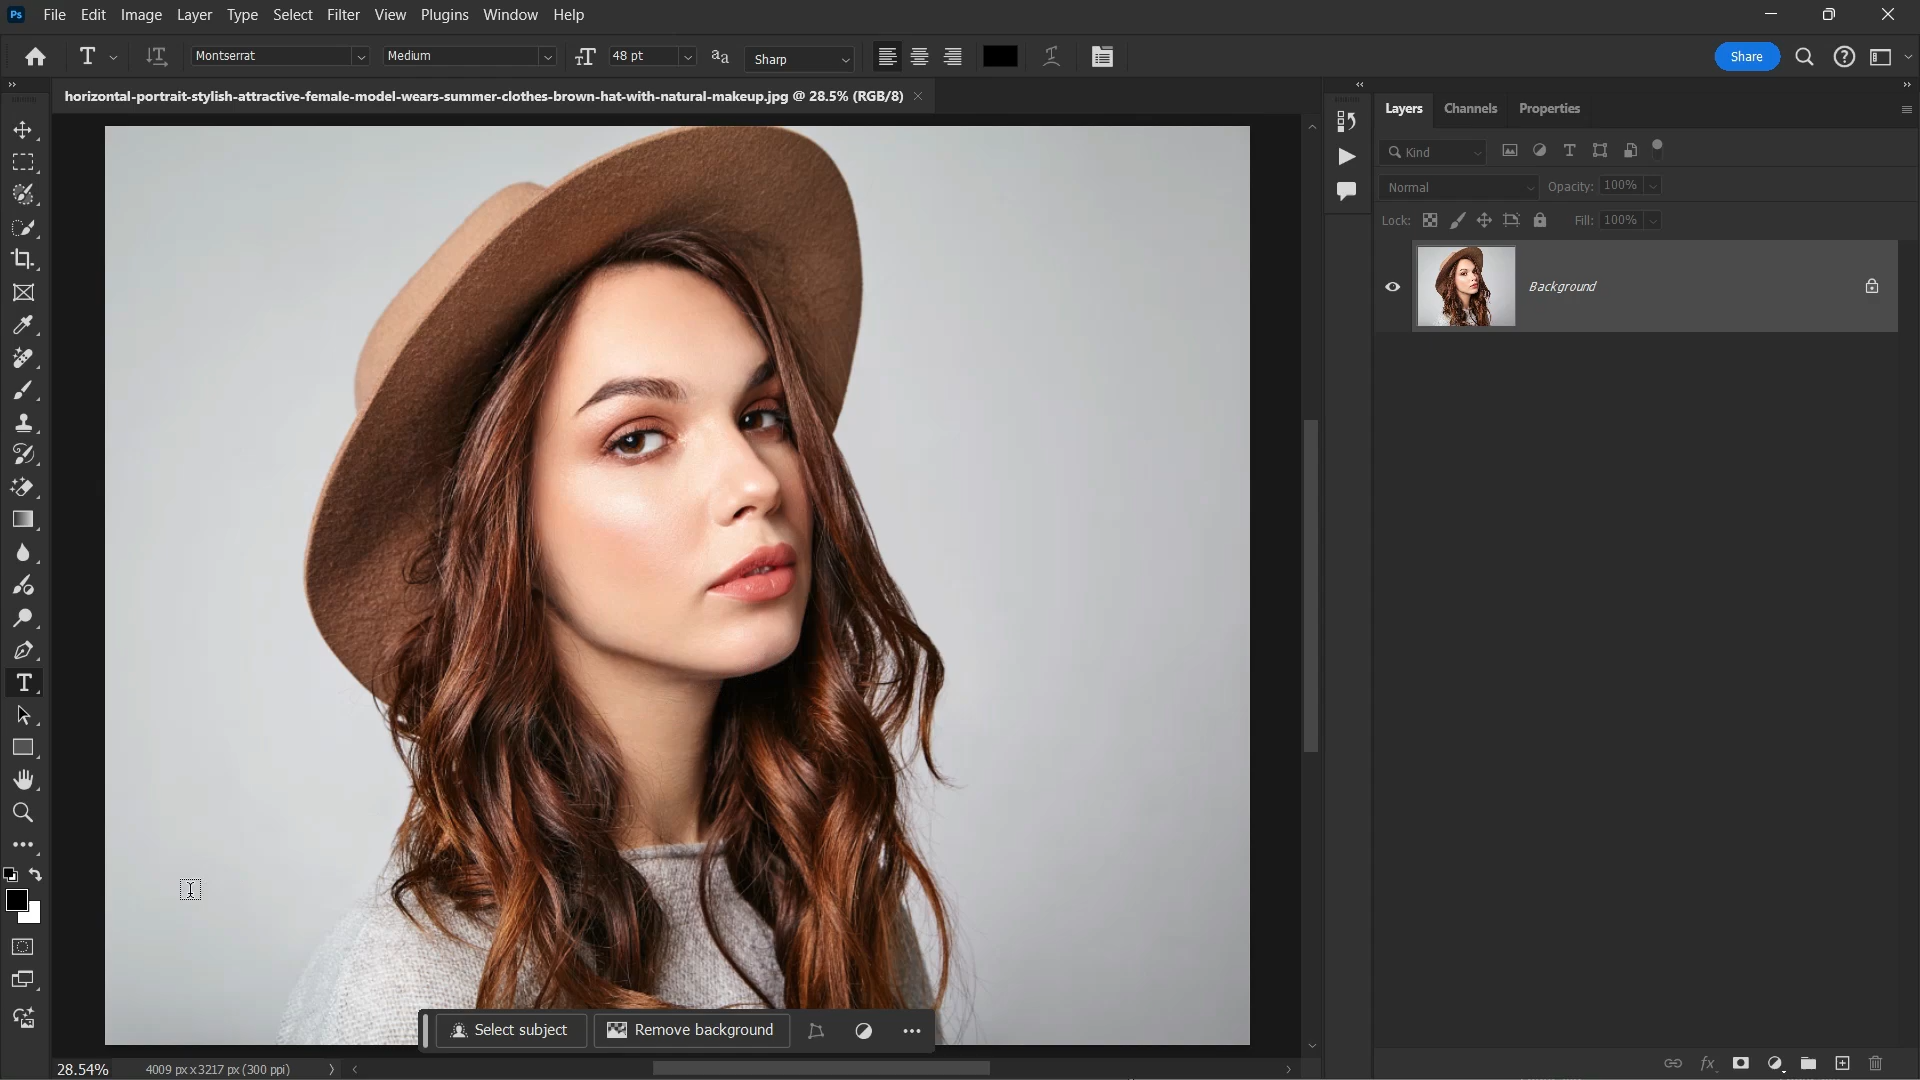 Ps File Edit Image Layer Type Select Filter View Plugins Window Help
T Montserrat Medium 48 pt aa Sharp Share
horizontal-portrait-stylish-attractive-female-model-wears-summer-clothes-brown-hat-with-natural-makeup.jpg @ 28.5% (RGB/8)
Layers Channels Properties
Kind
Normal Opacity: 100%
Lock: Fill: 100%
Background
Select subject Remove background
28.54% 4009 px x 3217 px (300 ppi)
fx